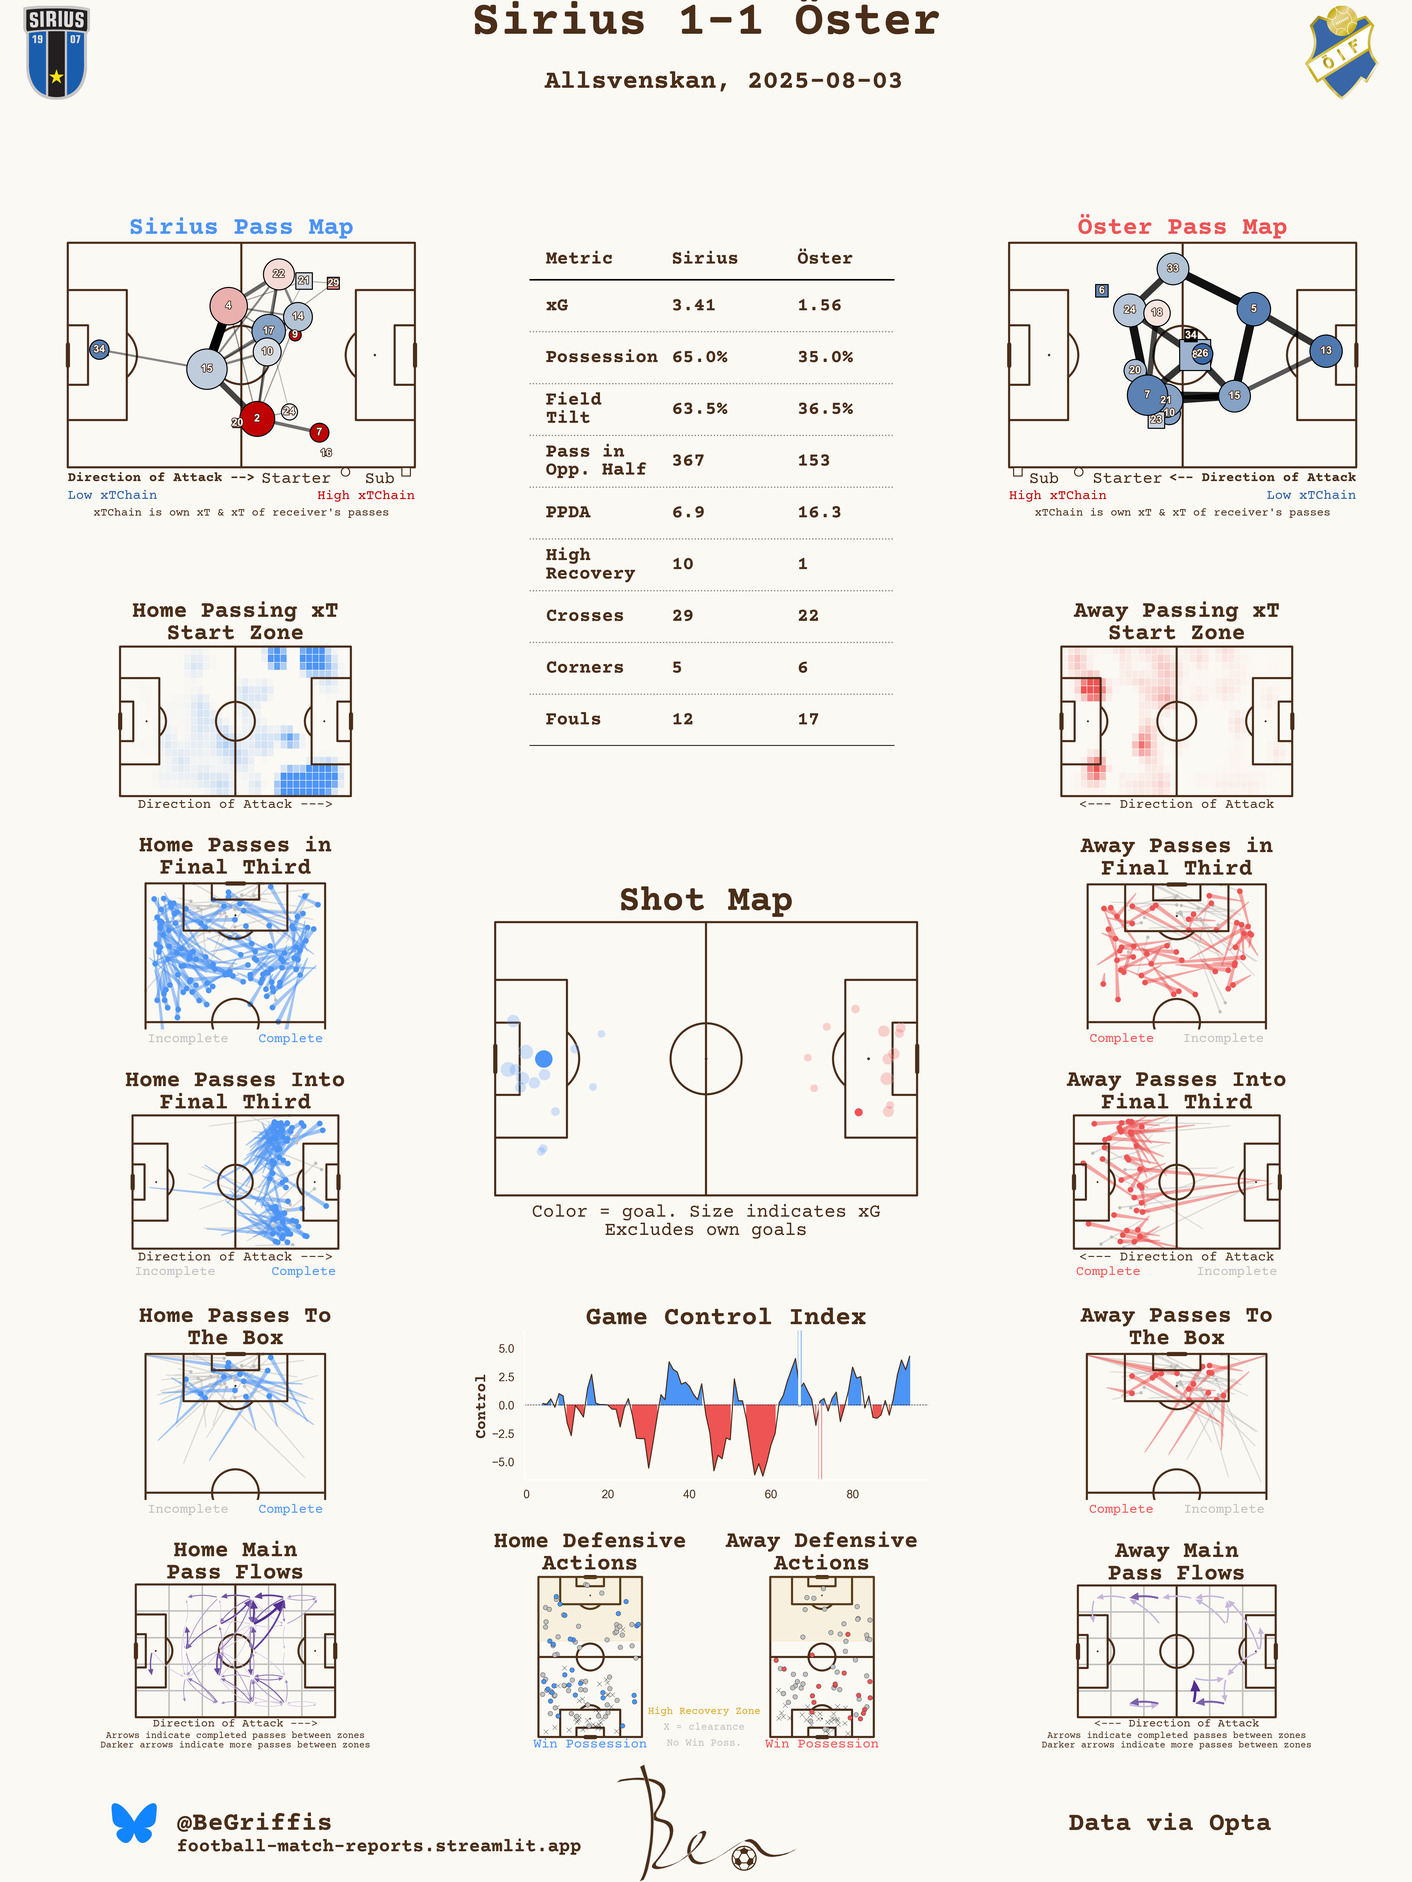 SIRIUS
19 07
Sirius 1-1 Öster
ÖIF
Allsvenskan, 2025-08-03
Sirius Pass Map
22
21
29
4
14
17
9
10
34
15
24
20
2
7
16
Direction of Attack --> Starter Sub
Low xTChain High xTChain
xTChain is own xT & xT of receiver's passes
Metric Sirius Öster
xG 3.41 1.56
Possession 65.0% 35.0%
Field
Tilt 63.5% 36.5%
Pass in
Opp. Half 367 153
PPDA 6.9 16.3
High
Recovery 10 1
Crosses 29 22
Corners 5 6
Fouls 12 17
Öster Pass Map
33
6
24
18
5
34
8
26
13
20
7
21
15
10
23
Sub Starter <-- Direction of Attack
High xTChain Low xTChain
xTChain is own xT & xT of receiver's passes
Home Passing xT
Start Zone
Direction of Attack --->
Away Passing xT
Start Zone
<--- Direction of Attack
Home Passes in
Final Third
Incomplete Complete
Away Passes in
Final Third
Complete Incomplete
Shot Map
Color = goal. Size indicates xG
Excludes own goals
Home Passes Into
Final Third
Direction of Attack --->
Incomplete Complete
Away Passes Into
Final Third
<--- Direction of Attack
Complete Incomplete
Home Passes To
The Box
Incomplete Complete
Game Control Index
Control
5.0
2.5
0.0
−2.5
−5.0
0 20 40 60 80
Away Passes To
The Box
Complete Incomplete
Home Main
Pass Flows
Direction of Attack --->
Arrows indicate completed passes between zones
Darker arrows indicate more passes between zones
Home Defensive
Actions
Win Possession
High Recovery Zone
X = clearance
No Win Poss.
Away Defensive
Actions
Win Possession
Away Main
Pass Flows
<--- Direction of Attack
Arrows indicate completed passes between zones
Darker arrows indicate more passes between zones
@BeGriffis
football-match-reports.streamlit.app
Ben
Data via Opta